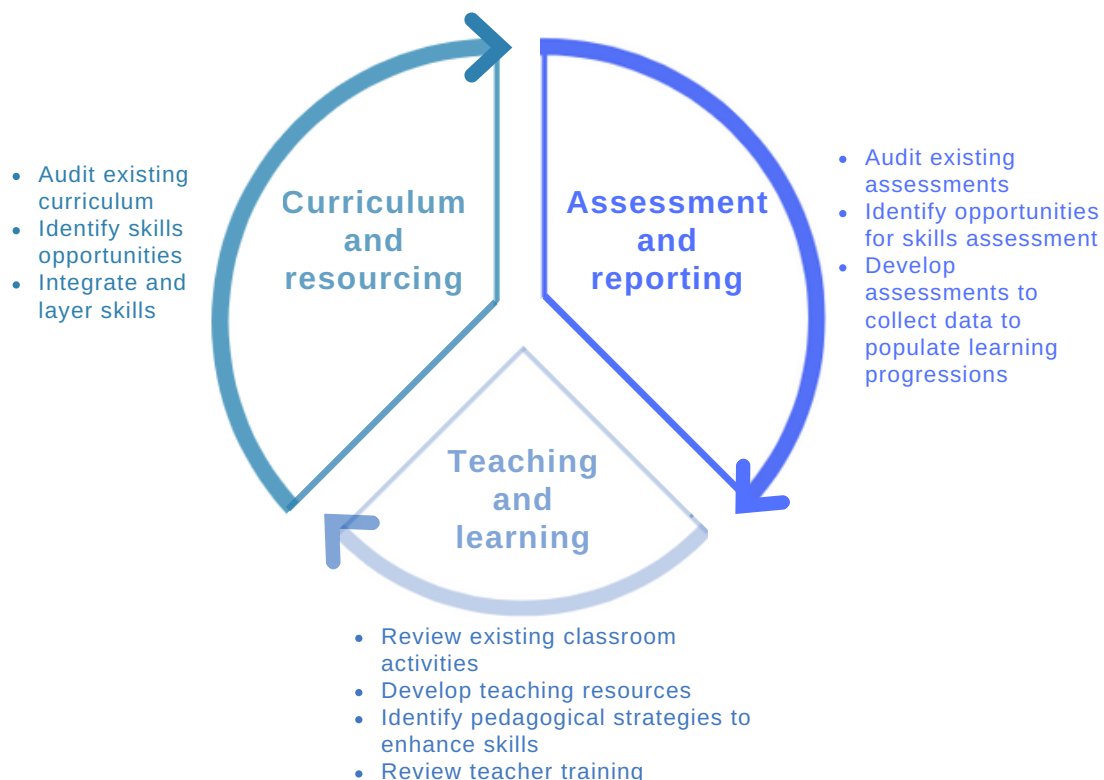 Curriculum
and
resourcing
• Audit existing
curriculum
• Identify skills
opportunities
• Integrate and
layer skills
Assessment
and
reporting
• Audit existing
assessments
• Identify opportunities
for skills assessment
• Develop
assessments to
collect data to
populate learning
progressions
Teaching
and
learning
• Review existing classroom
activities
• Develop teaching resources
• Identify pedagogical strategies to
enhance skills
• Review teacher training